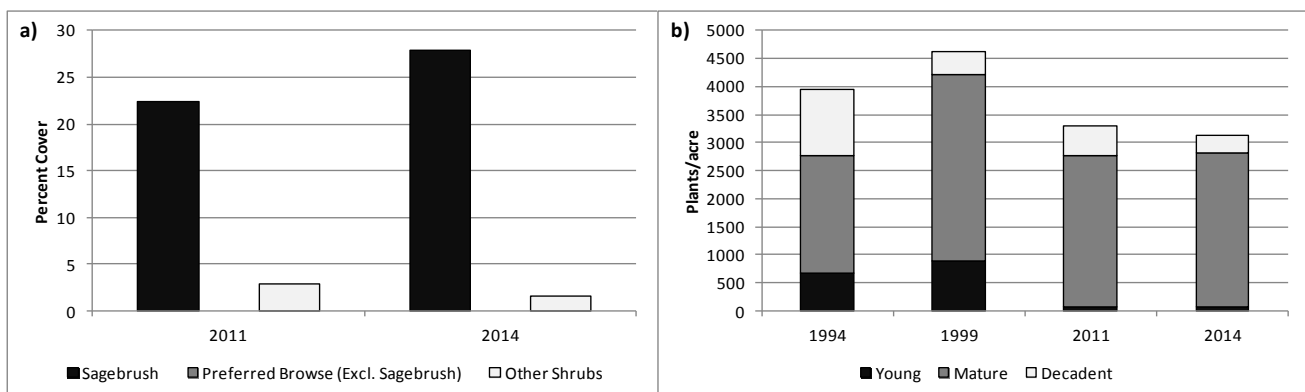 a)
30
25
20
15
10
5
0
Percent Cover
2011 2014
Sagebrush Preferred Browse (Excl. Sagebrush) Other Shrubs
b)
5000
4500
4000
3500
3000
2500
2000
1500
1000
500
0
Plants/acre
1994 1999 2011 2014
Young Mature Decadent